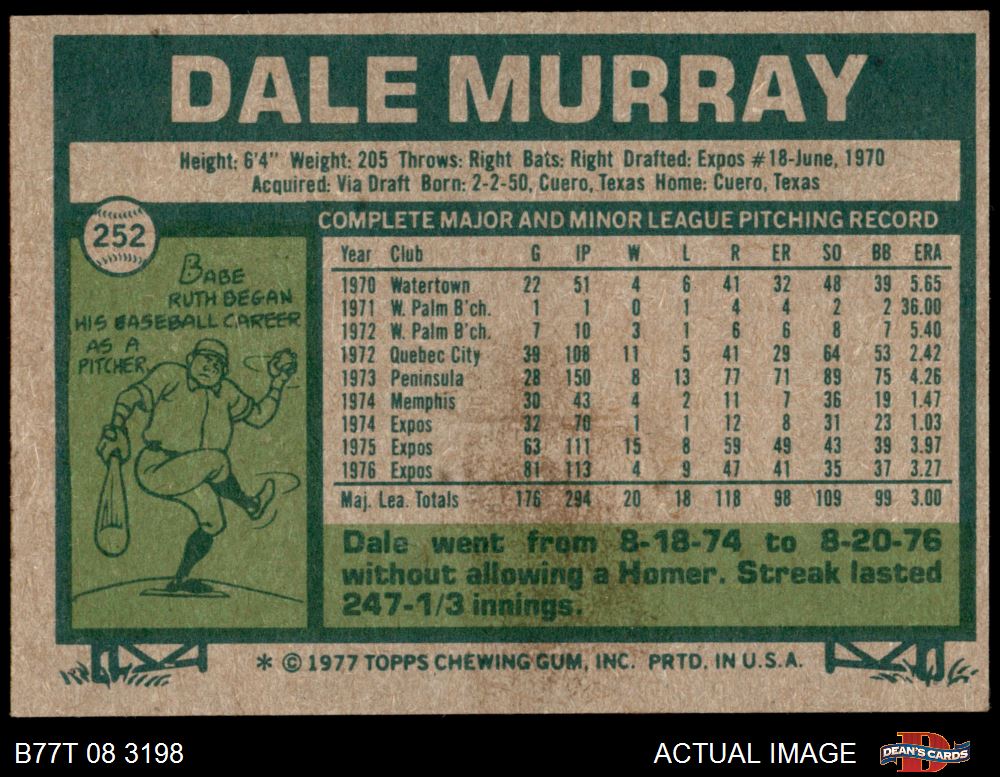 DALE MURRAY
Height: 6'4" Weight: 205 Throws: Right Bats: Right Drafted: Expos #18-June, 1970
Acquired: Via Draft Born: 2-2-50, Cuero, Texas Home: Cuero, Texas
252
BABE
RUTH BEGAN
HIS BASEBALL CAREER
AS A
PITCHER.
COMPLETE MAJOR AND MINOR LEAGUE PITCHING RECORD
Year Club G IP W L R ER SO BB ERA
1970 Watertown 22 51 4 6 41 32 48 39 5.65
1971 W. Palm B'ch. 1 1 0 1 4 4 2 2 36.00
1972 W. Palm B'ch. 7 10 3 1 6 6 8 7 5.40
1972 Quebec City 39 108 11 5 41 29 64 53 2.42
1973 Peninsula 28 150 8 13 77 71 89 75 4.26
1974 Memphis 30 43 4 2 11 7 36 19 1.47
1974 Expos 32 70 1 1 12 8 31 23 1.03
1975 Expos 63 111 15 8 59 49 43 39 3.97
1976 Expos 81 113 4 9 47 41 35 37 3.27
Maj. Lea. Totals 176 294 20 18 118 98 109 99 3.00
Dale went from 8-18-74 to 8-20-76
without allowing a Homer. Streak lasted
247-1/3 innings.
* © 1977 TOPPS CHEWING GUM, INC. PRTD. IN U.S.A.
B77T 08 3198
ACTUAL IMAGE
DEAN'S CARDS